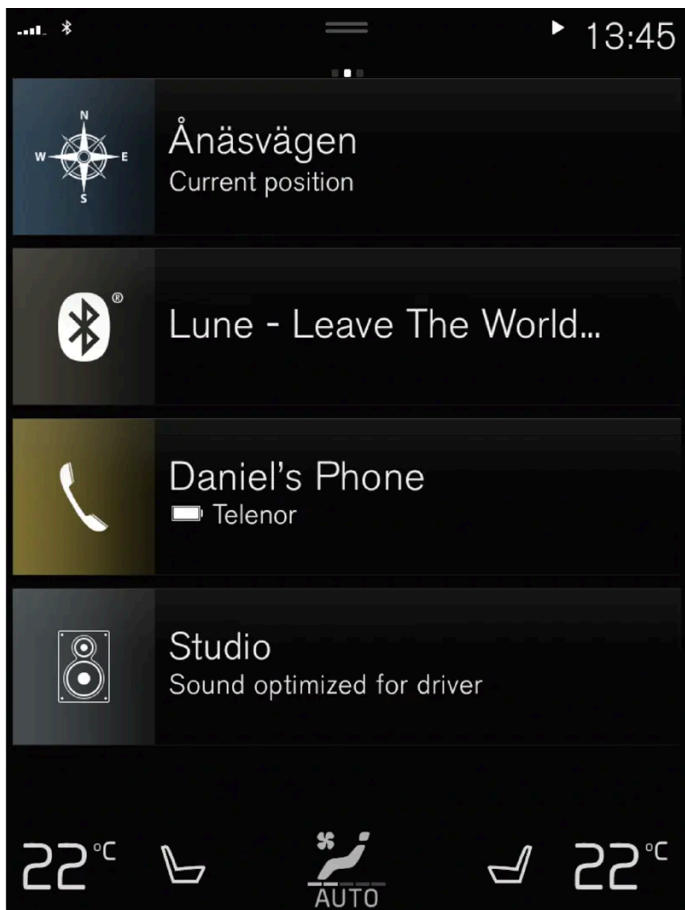 13:45
N
W E
S
Ånäsvägen
Current position
®
Lune - Leave The World...
Daniel's Phone
Telenor
Studio
Sound optimized for driver
22°C 22°C
AUTO